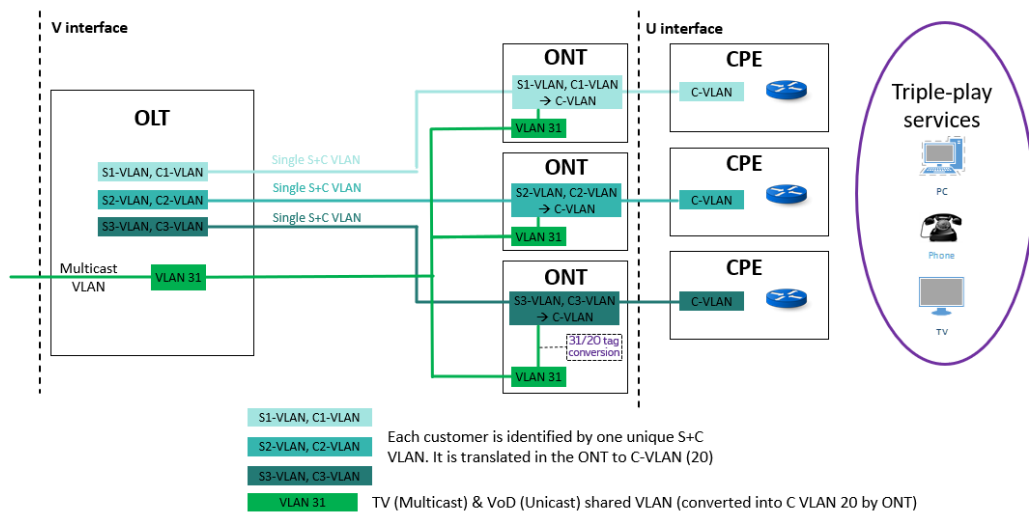 V interface
U interface
OLT
S1-VLAN, C1-VLAN
S2-VLAN, C2-VLAN
S3-VLAN, C3-VLAN
Multicast
VLAN
VLAN 31
Single S+C VLAN
Single S+C VLAN
Single S+C VLAN
ONT
S1-VLAN, C1-VLAN
→ C-VLAN
VLAN 31
ONT
S2-VLAN, C2-VLAN
→ C-VLAN
VLAN 31
ONT
S3-VLAN, C3-VLAN
→ C-VLAN
31/20 tag
conversion
VLAN 31
CPE
C-VLAN
CPE
C-VLAN
CPE
C-VLAN
Triple-play
services
PC
Phone
TV
S1-VLAN, C1-VLAN
S2-VLAN, C2-VLAN
S3-VLAN, C3-VLAN
Each customer is identified by one unique S+C
VLAN. It is translated in the ONT to C-VLAN (20)
VLAN 31
TV (Multicast) & VoD (Unicast) shared VLAN (converted into C VLAN 20 by ONT)